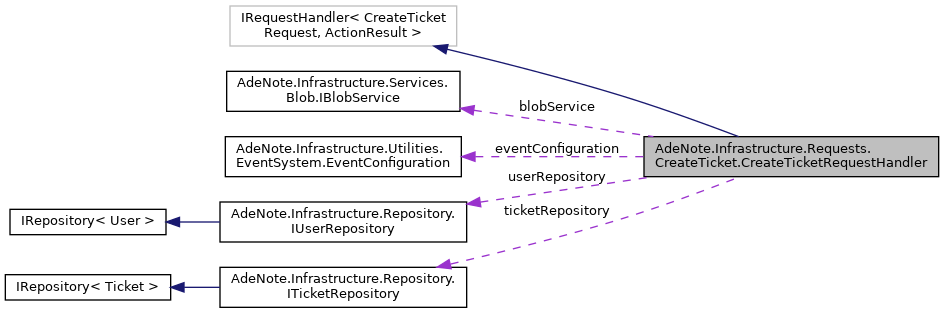 IRequestHandler< CreateTicket
Request, ActionResult >
AdeNote.Infrastructure.Services.
Blob.IBlobService
blobService
AdeNote.Infrastructure.Utilities.
EventSystem.EventConfiguration
eventConfiguration
AdeNote.Infrastructure.Requests.
CreateTicket.CreateTicketRequestHandler
userRepository
IRepository< User >
AdeNote.Infrastructure.Repository.
IUserRepository
ticketRepository
IRepository< Ticket >
AdeNote.Infrastructure.Repository.
ITicketRepository